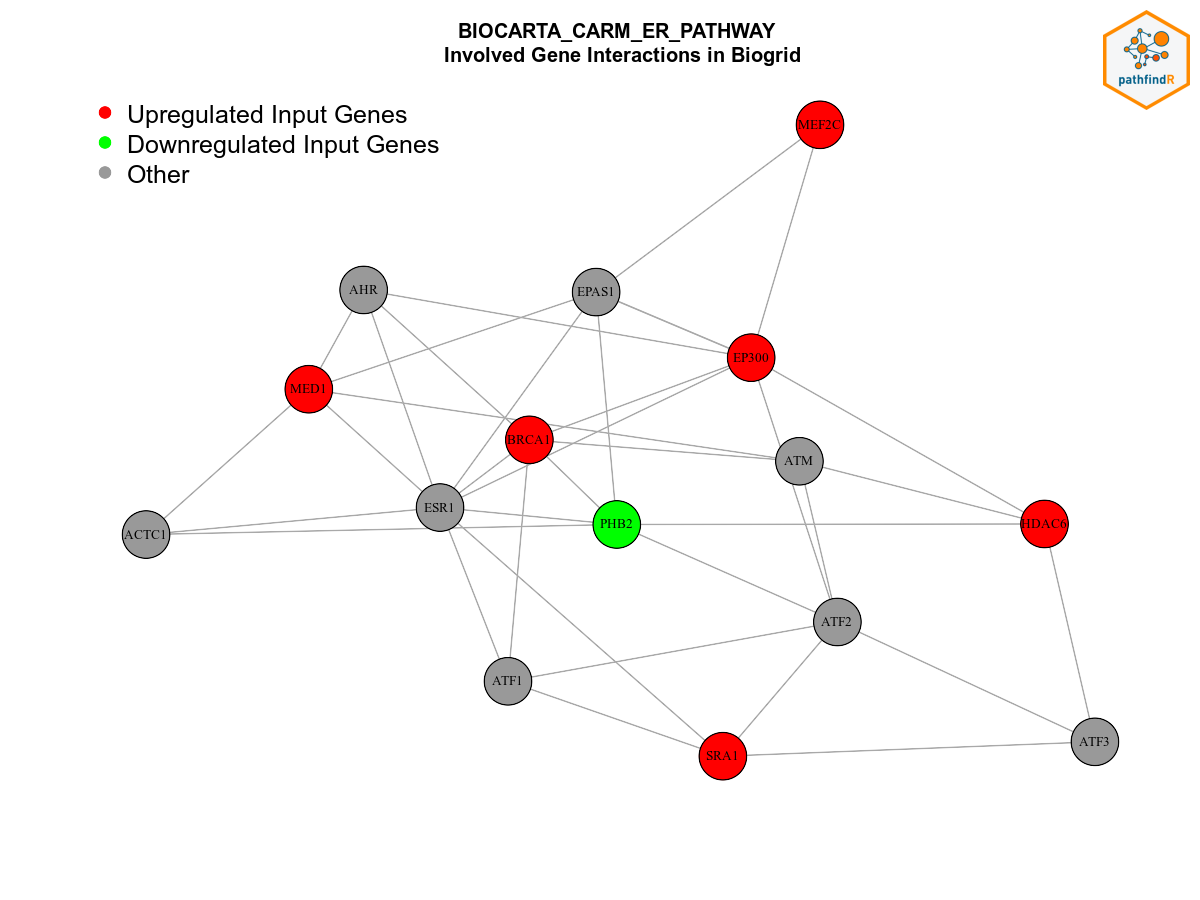 BIOCARTA_CARM_ER_PATHWAY
Involved Gene Interactions in Biogrid
pathfindR
Upregulated Input Genes
Downregulated Input Genes
Other
MEF2C
AHR
EPAS1
EP300
MED1
BRCA1
ATM
ESR1
PHB2
HDAC6
ACTC1
ATF2
ATF1
SRA1
ATF3